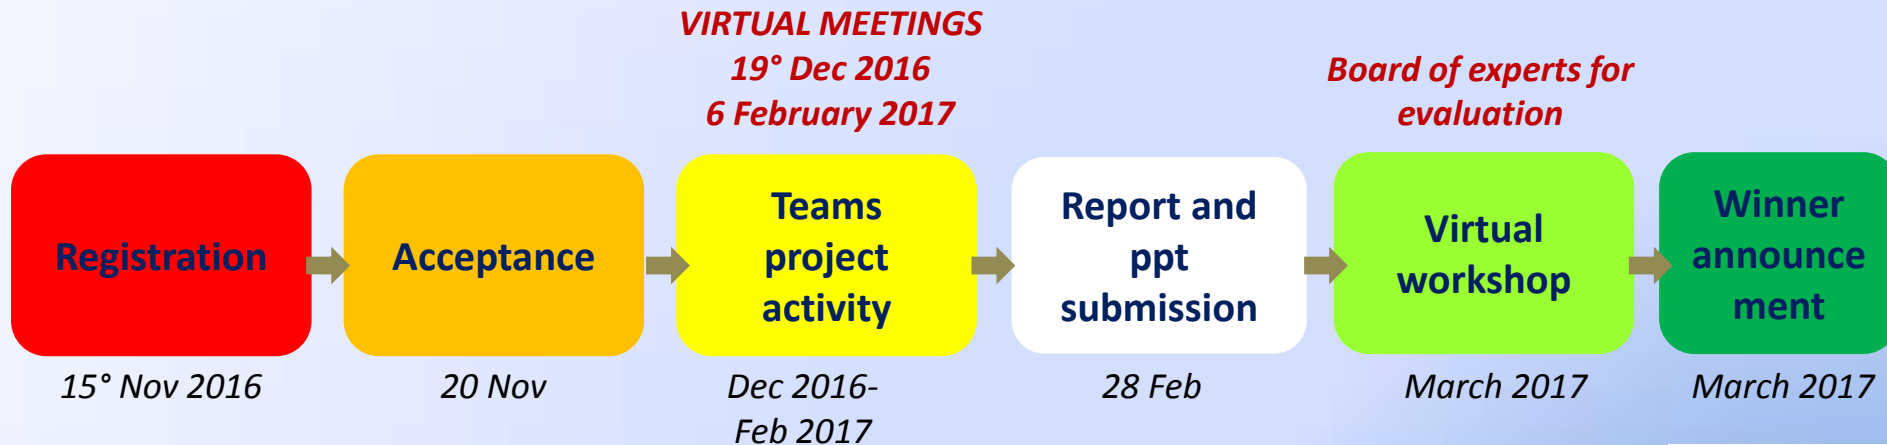 VIRTUAL MEETINGS
19° Dec 2016
6 February 2017
Board of experts for
evaluation
Registration
Acceptance
Teams
project
activity
Report and
ppt
submission
Virtual
workshop
Winner
announce
ment
15° Nov 2016
20 Nov
Dec 2016-
Feb 2017
28 Feb
March 2017
March 2017